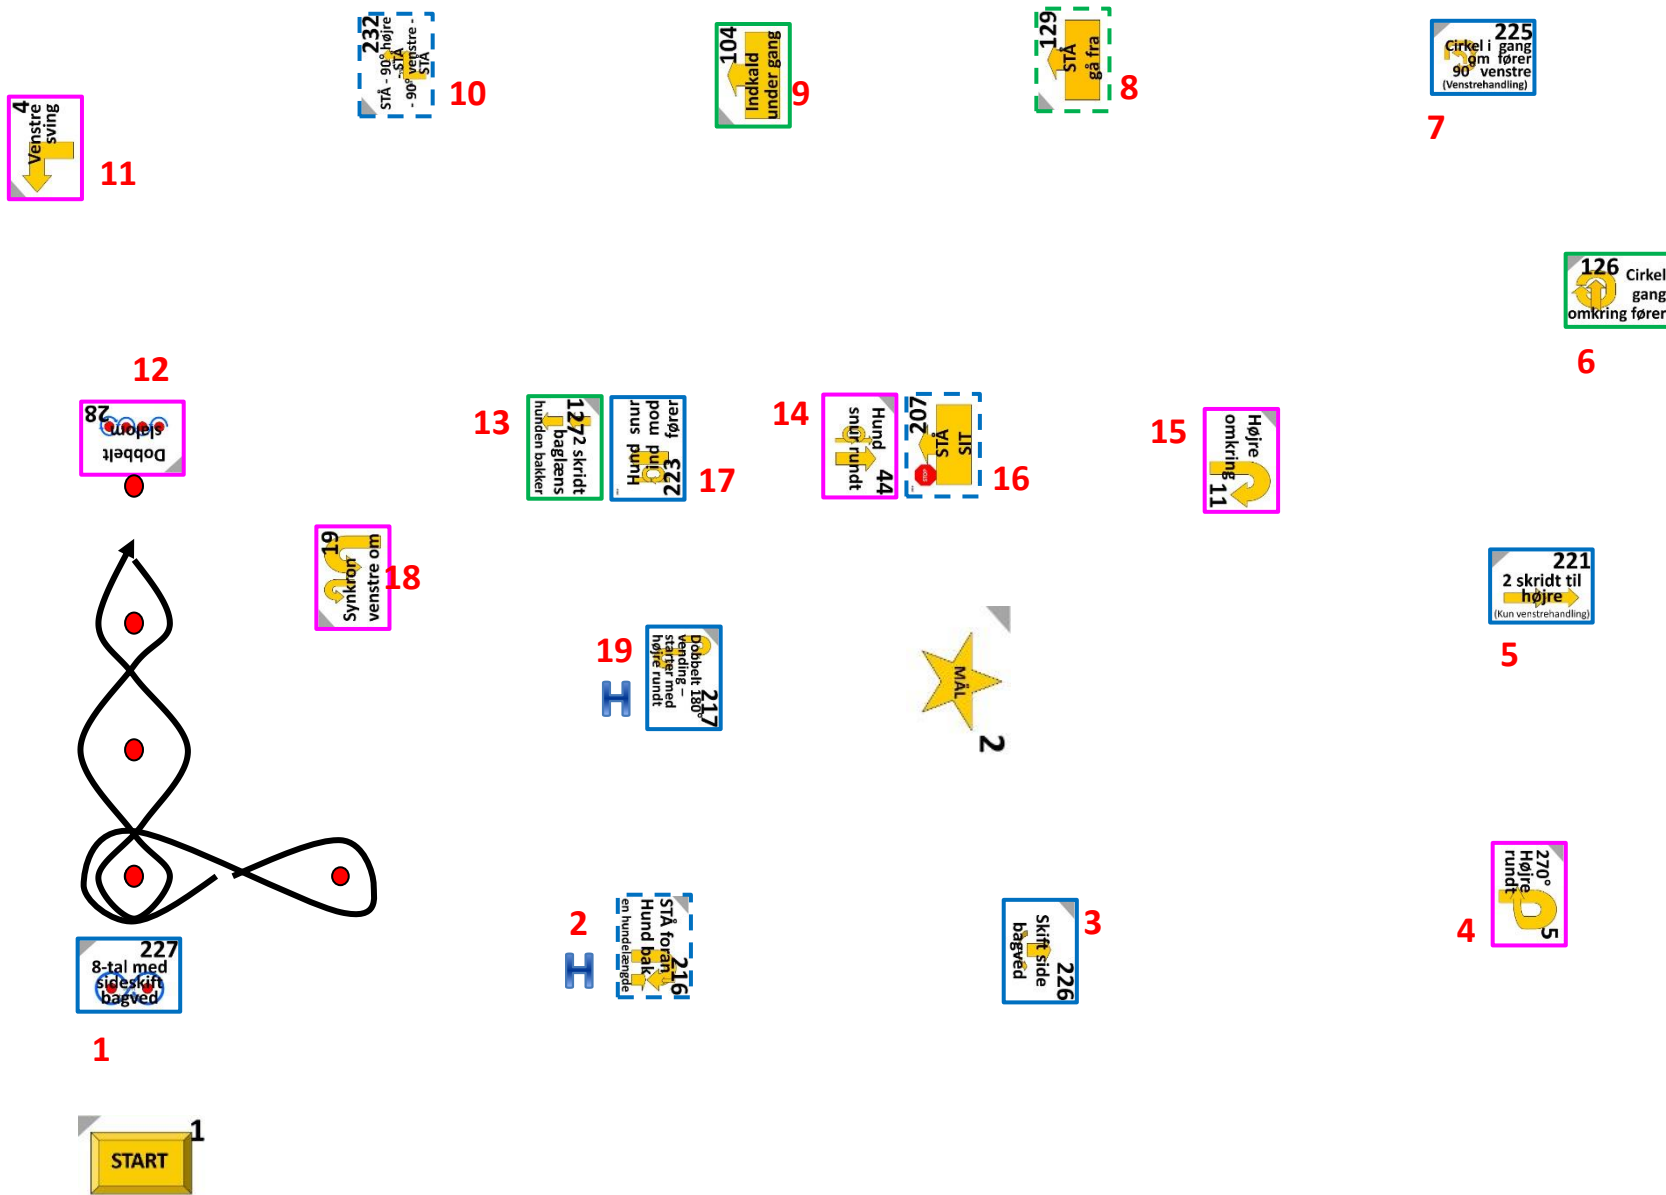 232
STÅ - 90° højre
- STÅ
- 90° venstre -
STÅ
10
104
Indkald
under gang
9
129
STÅ
gå fra
8
225
Cirkel i gang
om fører
90° venstre
(Venstrehandling)
7
4
Venstre
sving
11
126
Cirkel
gang
omkring fører
6
12
28
Dobbelt
slalom
13
127
2 skridt
baglæns
hunden bakker
223
Hund snur
ind mod
fører
17
14
44
Hund
snur rundt
207
SIT
STÅ
STOP
16
15
11
Højre
omkring
19
Synkron
venstre om
18
221
2 skridt til
højre
(Kun venstrehandling)
5
19
H
217
Dobbelt 180°
vending –
starter med
højre rundt
MÅL
2
270°
Højre
rundt
5
4
227
8-tal med
sideskift
bagved
1
2
H
216
STÅ foran
Hund bak
en hundelængde
226
Skift side
bagved
3
1
START